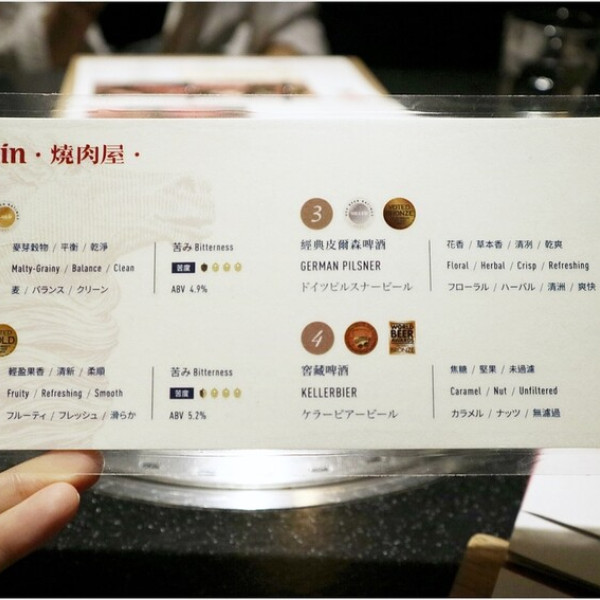 in · 燒肉屋 ·
麥芽穀物 / 平衡 / 乾淨
Malty-Grainy / Balance / Clean
麦 / バランス / クリーン
苦み Bitterness
苦度
ABV 4.9%
輕盈果香 / 清新 / 柔順
Fruity / Refreshing / Smooth
フルーティ / フレッシュ / 滑らか
苦み Bitterness
苦度
ABV 5.2%
3
BRONZE
經典皮爾森啤酒
GERMAN PILSNER
ドイツピルスナービール
花香 / 草本香 / 清冽 / 乾爽
Floral / Herbal / Crisp / Refreshing
フローラル / ハーバル / 清洌 / 爽快
4
WORLD BEER AWARDS BRONZE
窖藏啤酒
KELLERBIER
ケラービアービール
焦糖 / 堅果 / 未過濾
Caramel / Nut / Unfiltered
カラメル / ナッツ / 無濾過